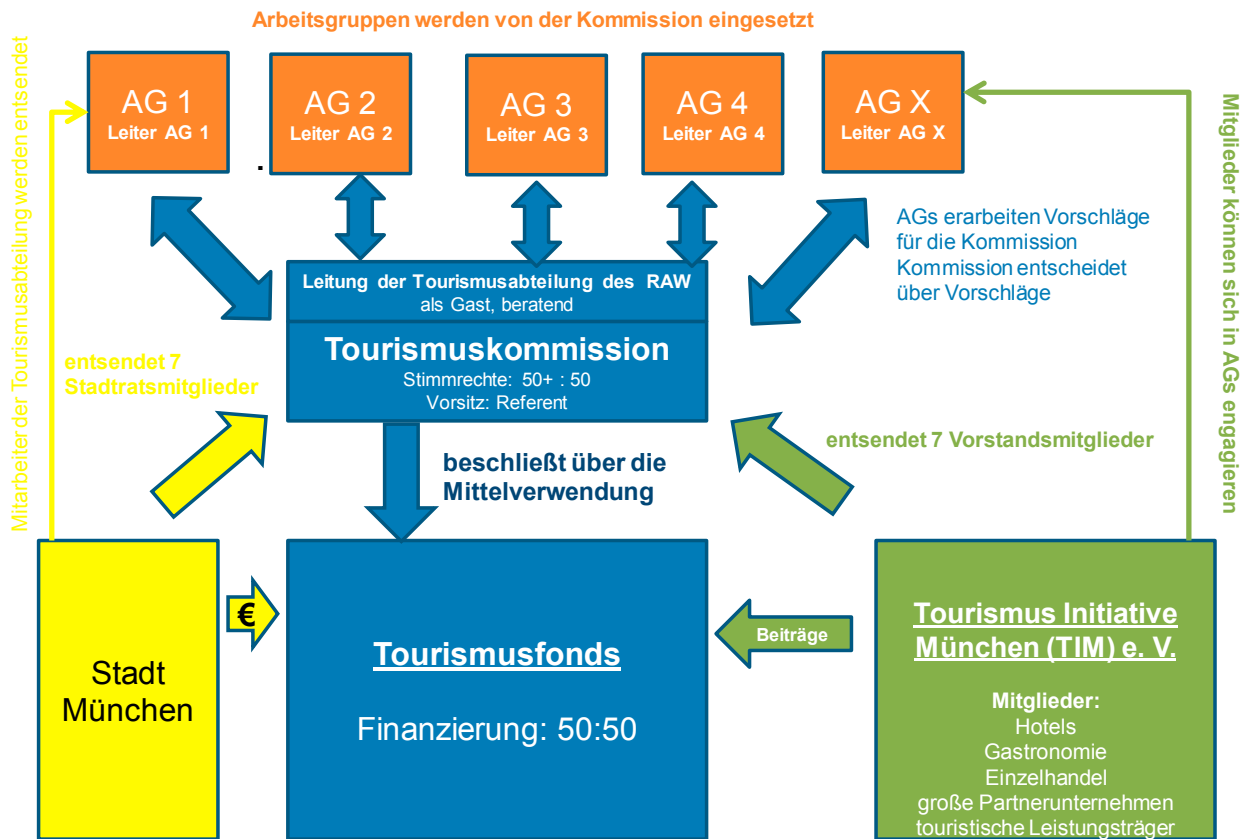 Arbeitsgruppen werden von der Kommission eingesetzt
AG 1
Leiter AG 1
.
AG 2
Leiter AG 2
AG 3
Leiter AG 3
AG 4
Leiter AG 4
AG X
Leiter AG X
Mitarbeiter der Tourismusabteilung werden entsendet
Mitglieder können sich in AGs engagieren
AGs erarbeiten Vorschläge
für die Kommission
Kommission entscheidet
über Vorschläge
Leitung der Tourismusabteilung des RAW
als Gast, beratend
Tourismuskommission
Stimmrechte: 50+ : 50
Vorsitz: Referent
entsendet 7
Stadtratsmitglieder
entsendet 7 Vorstandsmitglieder
beschließt über die
Mittelverwendung
Stadt
München
€
Tourismusfonds
Finanzierung: 50:50
Beiträge
Tourismus Initiative
München (TIM) e. V.
Mitglieder:
Hotels
Gastronomie
Einzelhandel
große Partnerunternehmen
touristische Leistungsträger